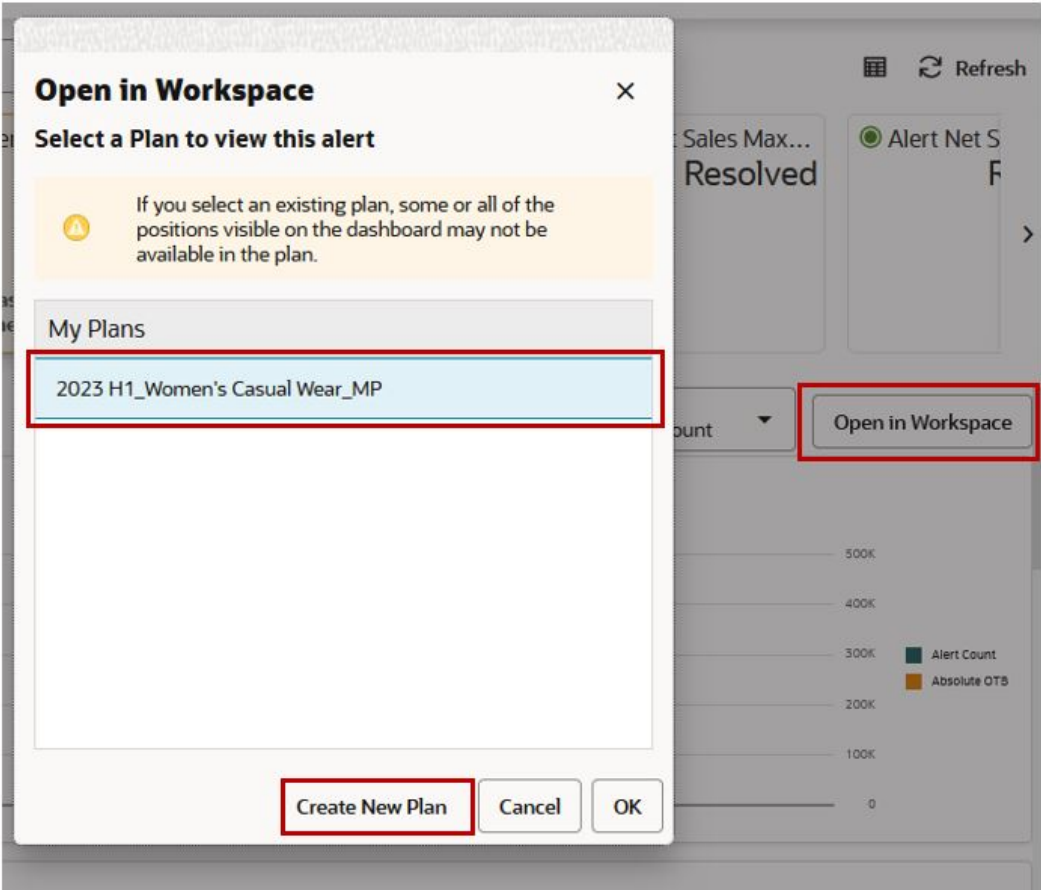 Open in Workspace
Select a Plan to view this alert
If you select an existing plan, some or all of the
positions visible on the dashboard may not be
available in the plan.
My Plans
2023 H1_Women's Casual Wear_MP
Create New Plan
Cancel
OK
Refresh
Sales Max...
Resolved
Alert Net S
Open in Workspace
500K
400K
300K
200K
100K
0
Alert Count
Absolute OTB